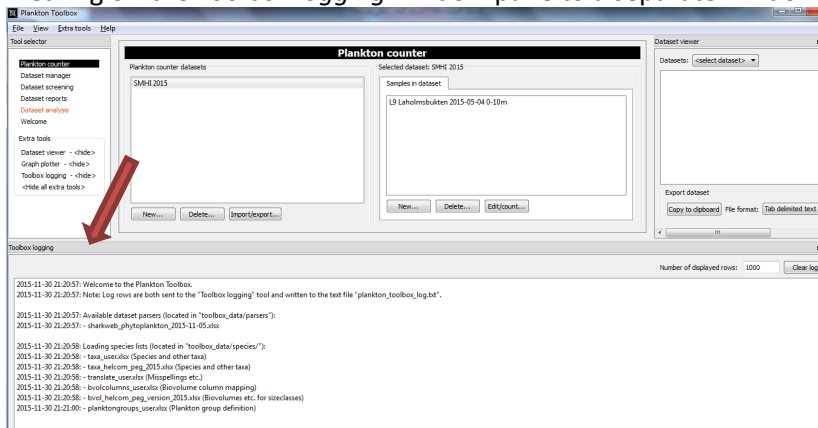 Plankton Toolbox
File View Extra tools Help
Tool selector
Plankton counter
Dataset manager
Dataset screening
Dataset reports
Dataset analysis
Welcome
Extra tools
Dataset viewer - <hide>
Graph plotter - <hide>
Toolbox logging - <hide>
<Hide all extra tools>
Plankton counter
Plankton counter datasets
SMHI 2015
New... Delete... Import/export...
Selected dataset: SMHI 2015
Samples in dataset
L9 Laholmsbukten 2015-05-04 0-10m
New... Delete... Edit/count...
Dataset viewer
Datasets: <select dataset>
Export dataset
Copy to clipboard File format: Tab delimited text
Toolbox logging
Number of displayed rows: 1000 Clear log
2015-11-30 21:20:57: Welcome to the Plankton Toolbox.
2015-11-30 21:20:57: Note: Log rows are both sent to the "Toolbox logging" tool and written to the text file "plankton_toolbox_log.txt".
2015-11-30 21:20:57: Available dataset parsers (located in "toolbox_data/parsers"):
2015-11-30 21:20:57: - sharkweb_phytoplankton_2015-11-05.xlsx
2015-11-30 21:20:58: Loading species lists (located in "toolbox_data/species/"):
2015-11-30 21:20:58: - taxa_user.xlsx (Species and other taxa)
2015-11-30 21:20:58: - taxa_helcom_peg_2015.xlsx (Species and other taxa)
2015-11-30 21:20:58: - translate_user.xlsx (Misspellings etc.)
2015-11-30 21:20:58: - bvolcolumns_user.xlsx (Biovolume column mapping)
2015-11-30 21:20:58: - bvol_helcom_peg_version_2015.xlsx (Biovolumes etc. for sizeclasses)
2015-11-30 21:21:00: - planktongroups_user.xlsx (Plankton group definition)